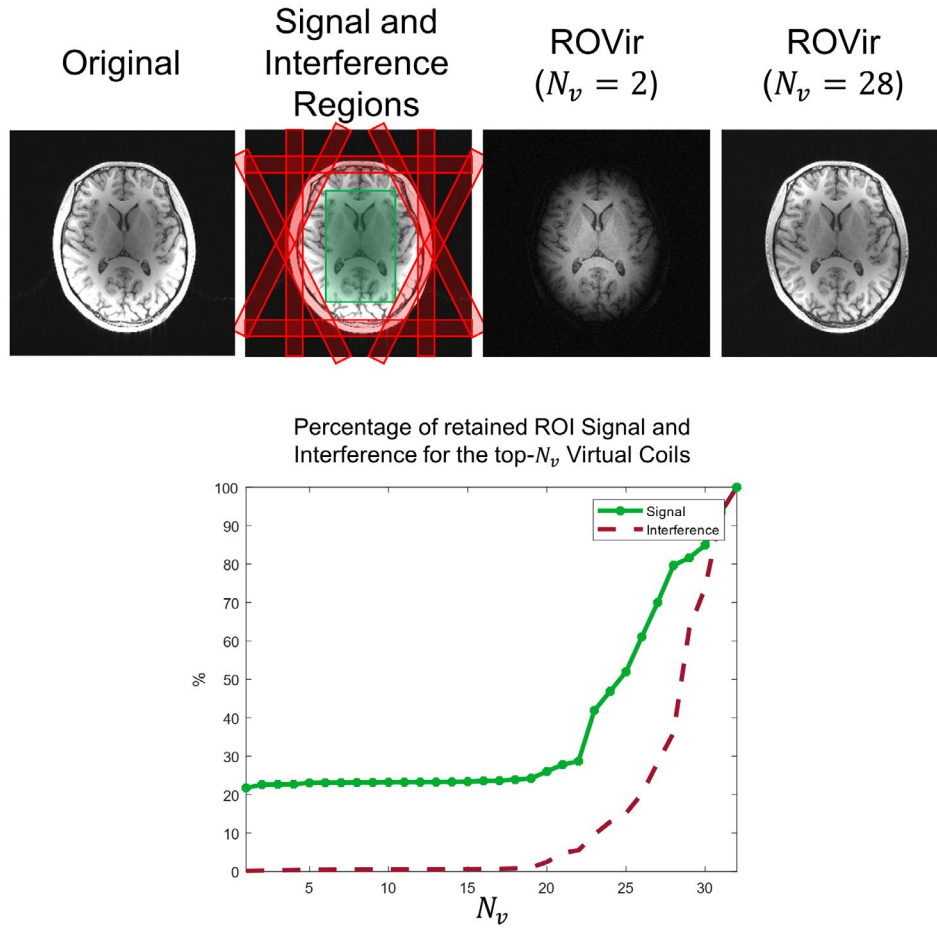 Original
Signal and
Interference
Regions
ROVir
(N_v = 2)
ROVir
(N_v = 28)
Percentage of retained ROI Signal and
Interference for the top-N_v Virtual Coils
100
90
80
70
60
50
40
30
20
10
0
%
Signal
Interference
5
10
15
20
25
30
N_v